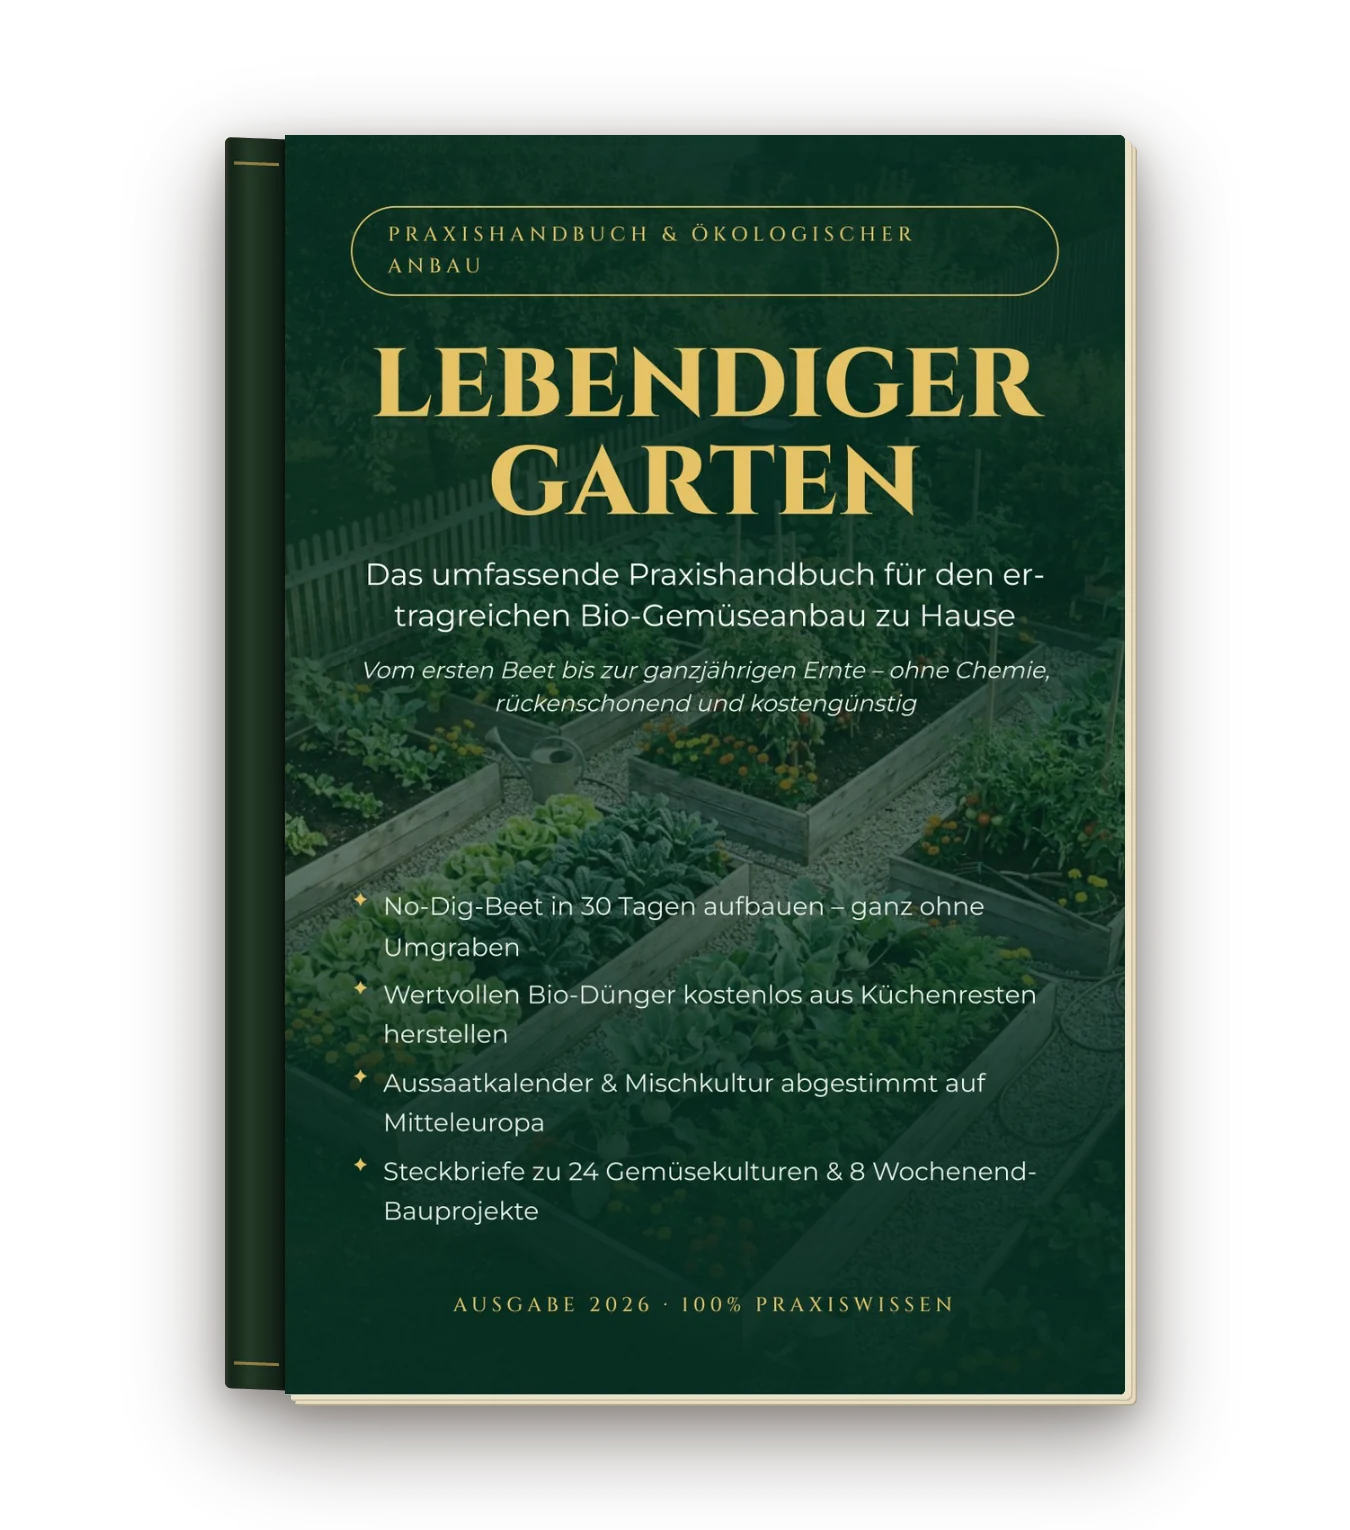 PRAXISHANDBUCH & ÖKOLOGISCHER
ANBAU
LEBENDIGER
GARTEN
Das umfassende Praxishandbuch für den er-
tragreichen Bio-Gemüseanbau zu Hause
Vom ersten Beet bis zur ganzjährigen Ernte – ohne Chemie,
rückenschonend und kostengünstig
No-Dig-Beet in 30 Tagen aufbauen – ganz ohne
Umgraben
Wertvollen Bio-Dünger kostenlos aus Küchenresten
herstellen
Aussaatkalender & Mischkultur abgestimmt auf
Mitteleuropa
Steckbriefe zu 24 Gemüsekulturen & 8 Wochenend-
Bauprojekte
AUSGABE 2026 · 100% PRAXISWISSEN